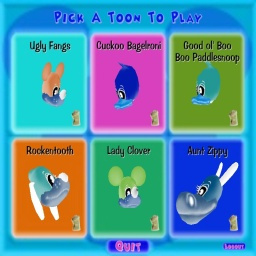 Pick A Toon To Play
Ugly Fangs
Cuckoo Bagelroni
Good ol' Boo
Boo Paddlesnoop
Rockentooth
Lady Clover
Aunt Zippy
Quit
Logout